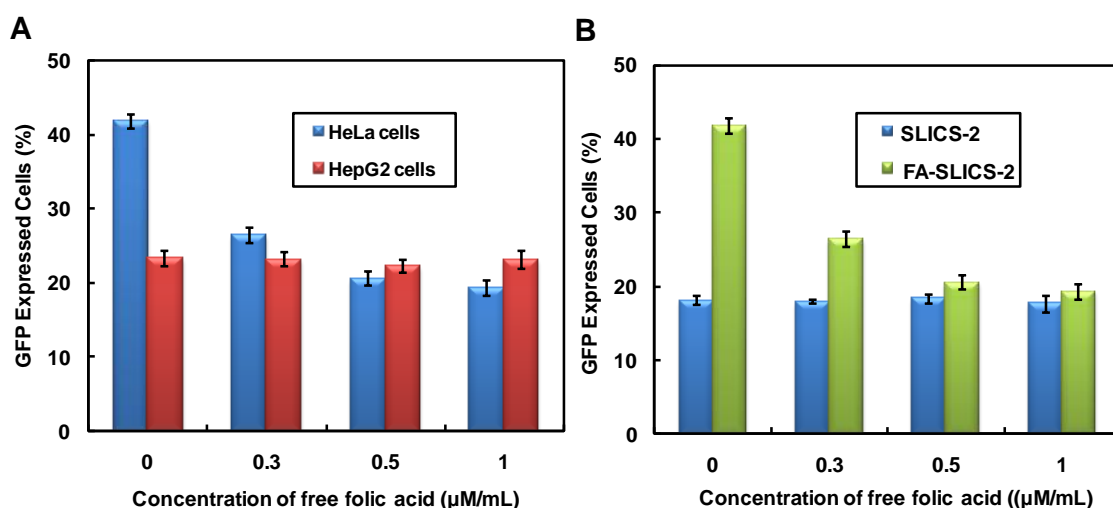 A
GFP Expressed Cells (%)
50
40
30
20
10
0
HeLa cells
HepG2 cells
0 0.3 0.5 1
Concentration of free folic acid (µM/mL)
B
GFP Expressed Cells (%)
50
40
30
20
10
0
SLICS-2
FA-SLICS-2
0 0.3 0.5 1
Concentration of free folic acid ((µM/mL)